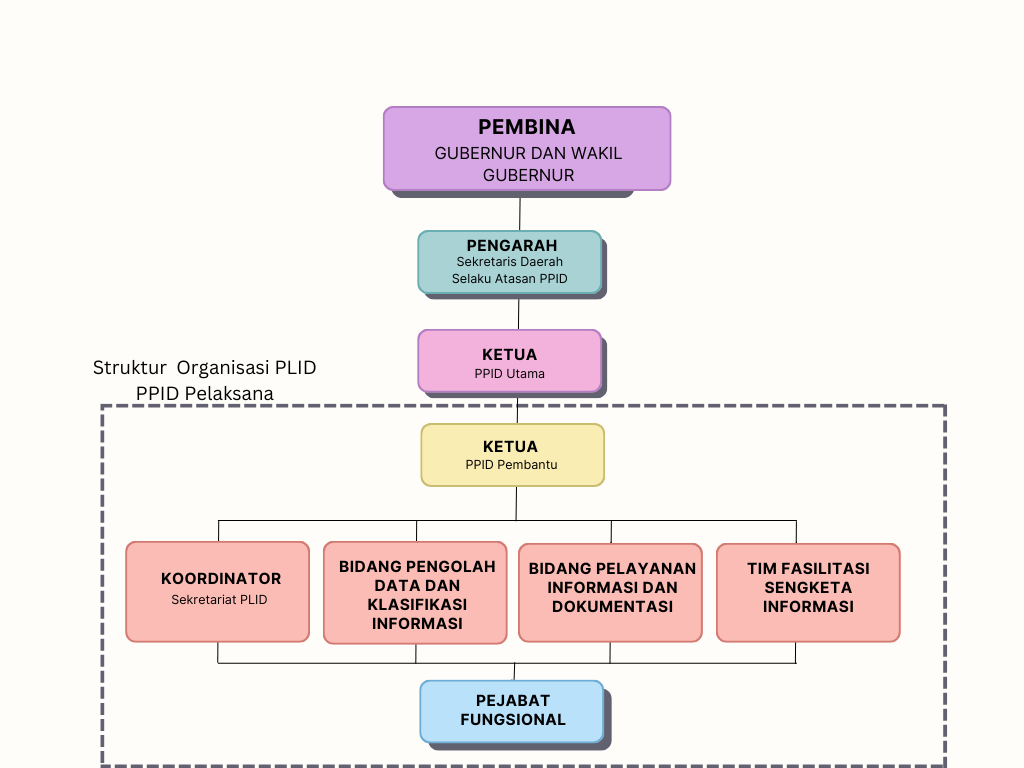 PEMBINA
GUBERNUR DAN WAKIL
GUBERNUR
PENGARAH
Sekretaris Daerah
Selaku Atasan PPID
KETUA
PPID Utama
Struktur Organisasi PLID
PPID Pelaksana
KETUA
PPID Pembantu
KOORDINATOR
Sekretariat PLID
BIDANG PENGOLAH
DATA DAN
KLASIFIKASI
INFORMASI
BIDANG PELAYANAN
INFORMASI DAN
DOKUMENTASI
TIM FASILITASI
SENGKETA
INFORMASI
PEJABAT
FUNGSIONAL